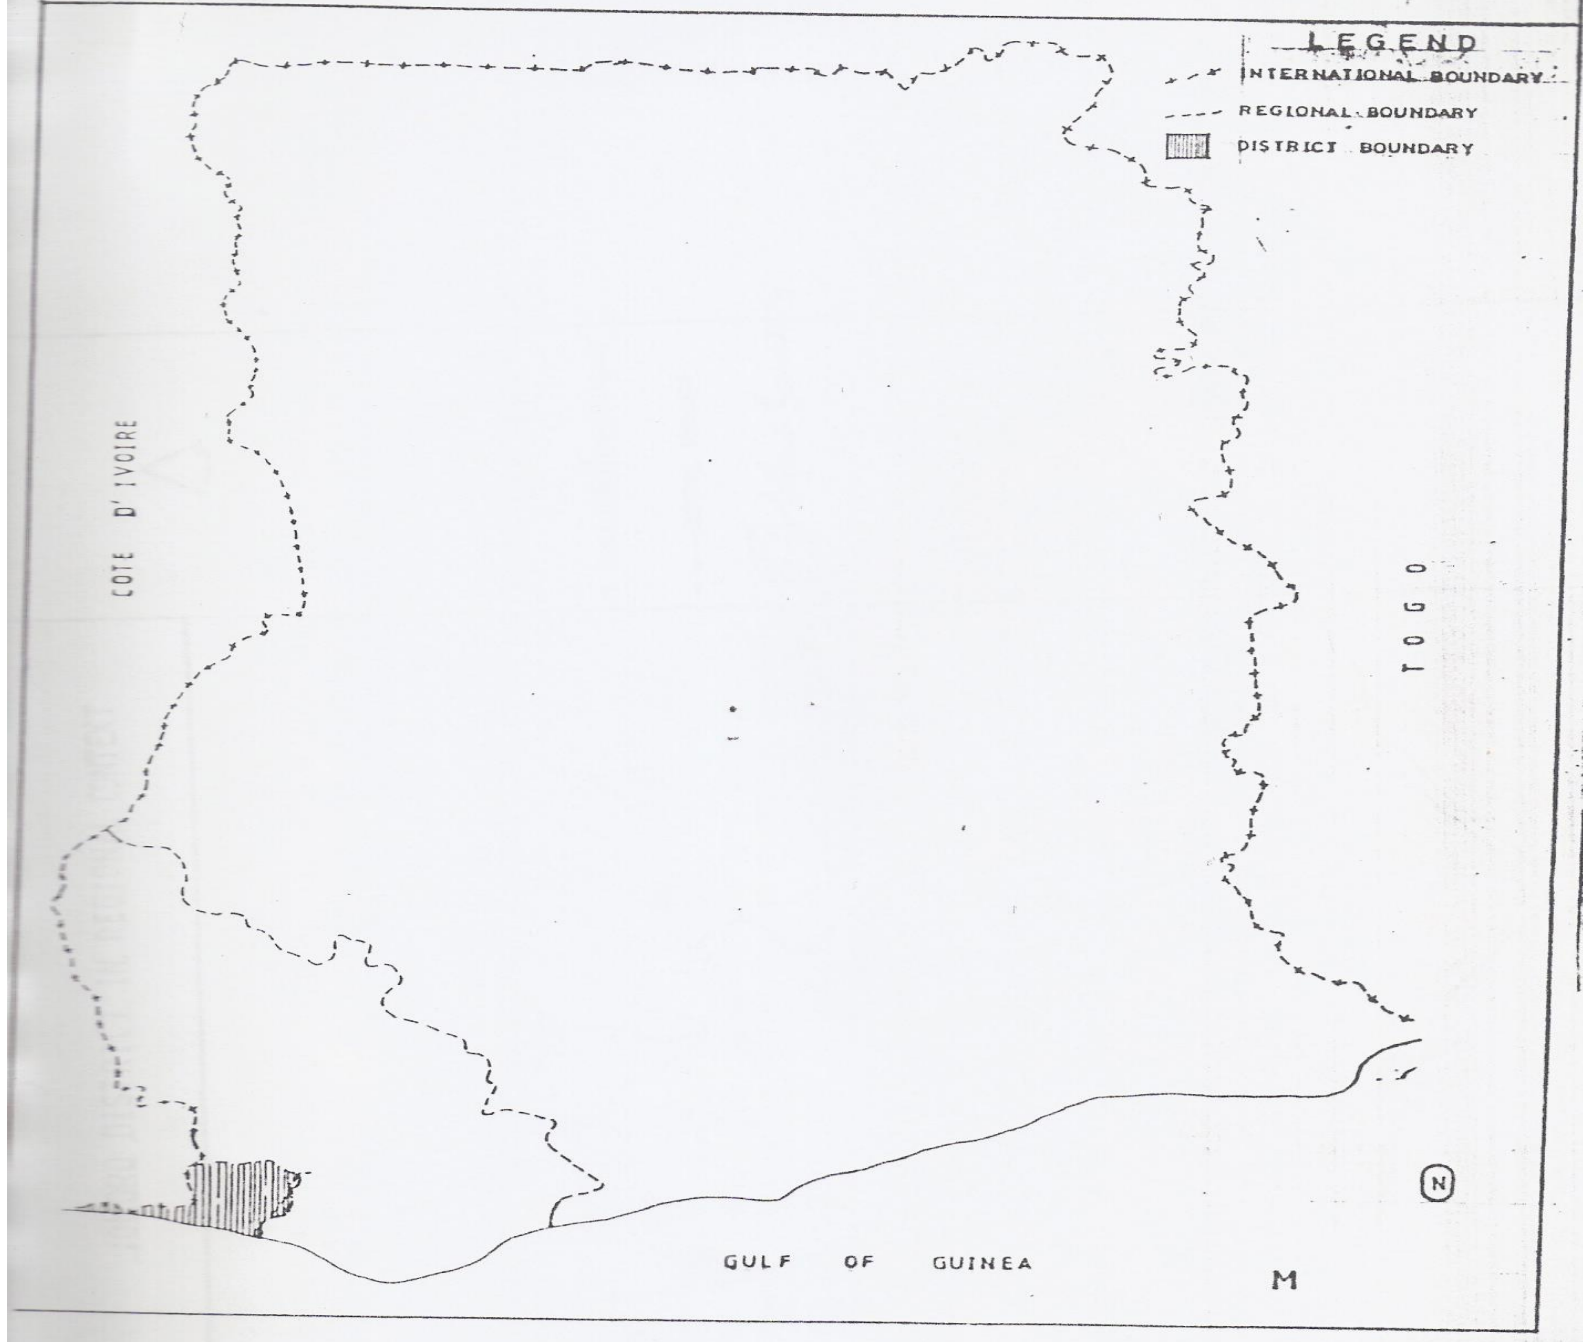 LEGEND
INTERNATIONAL BOUNDARY
REGIONAL BOUNDARY
DISTRICT BOUNDARY
COTE D'IVOIRE
TOGO
N
GULF OF GUINEA
M